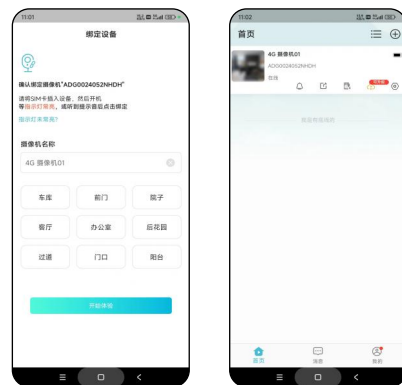 11:01
绑定设备
确认绑定摄像机"ADG0024052NHDH"
请将SIM卡插入设备,然后开机
等指示灯常亮,或听到提示音后点击绑定
指示灯未常亮?
摄像机名称
4G 摄像机01
车库
前门
院子
客厅
办公室
后花园
过道
门口
阳台
开始体验
11:02
首页
4G 摄像机01
ADG0024052NHDH
在线
首页
消息
我的